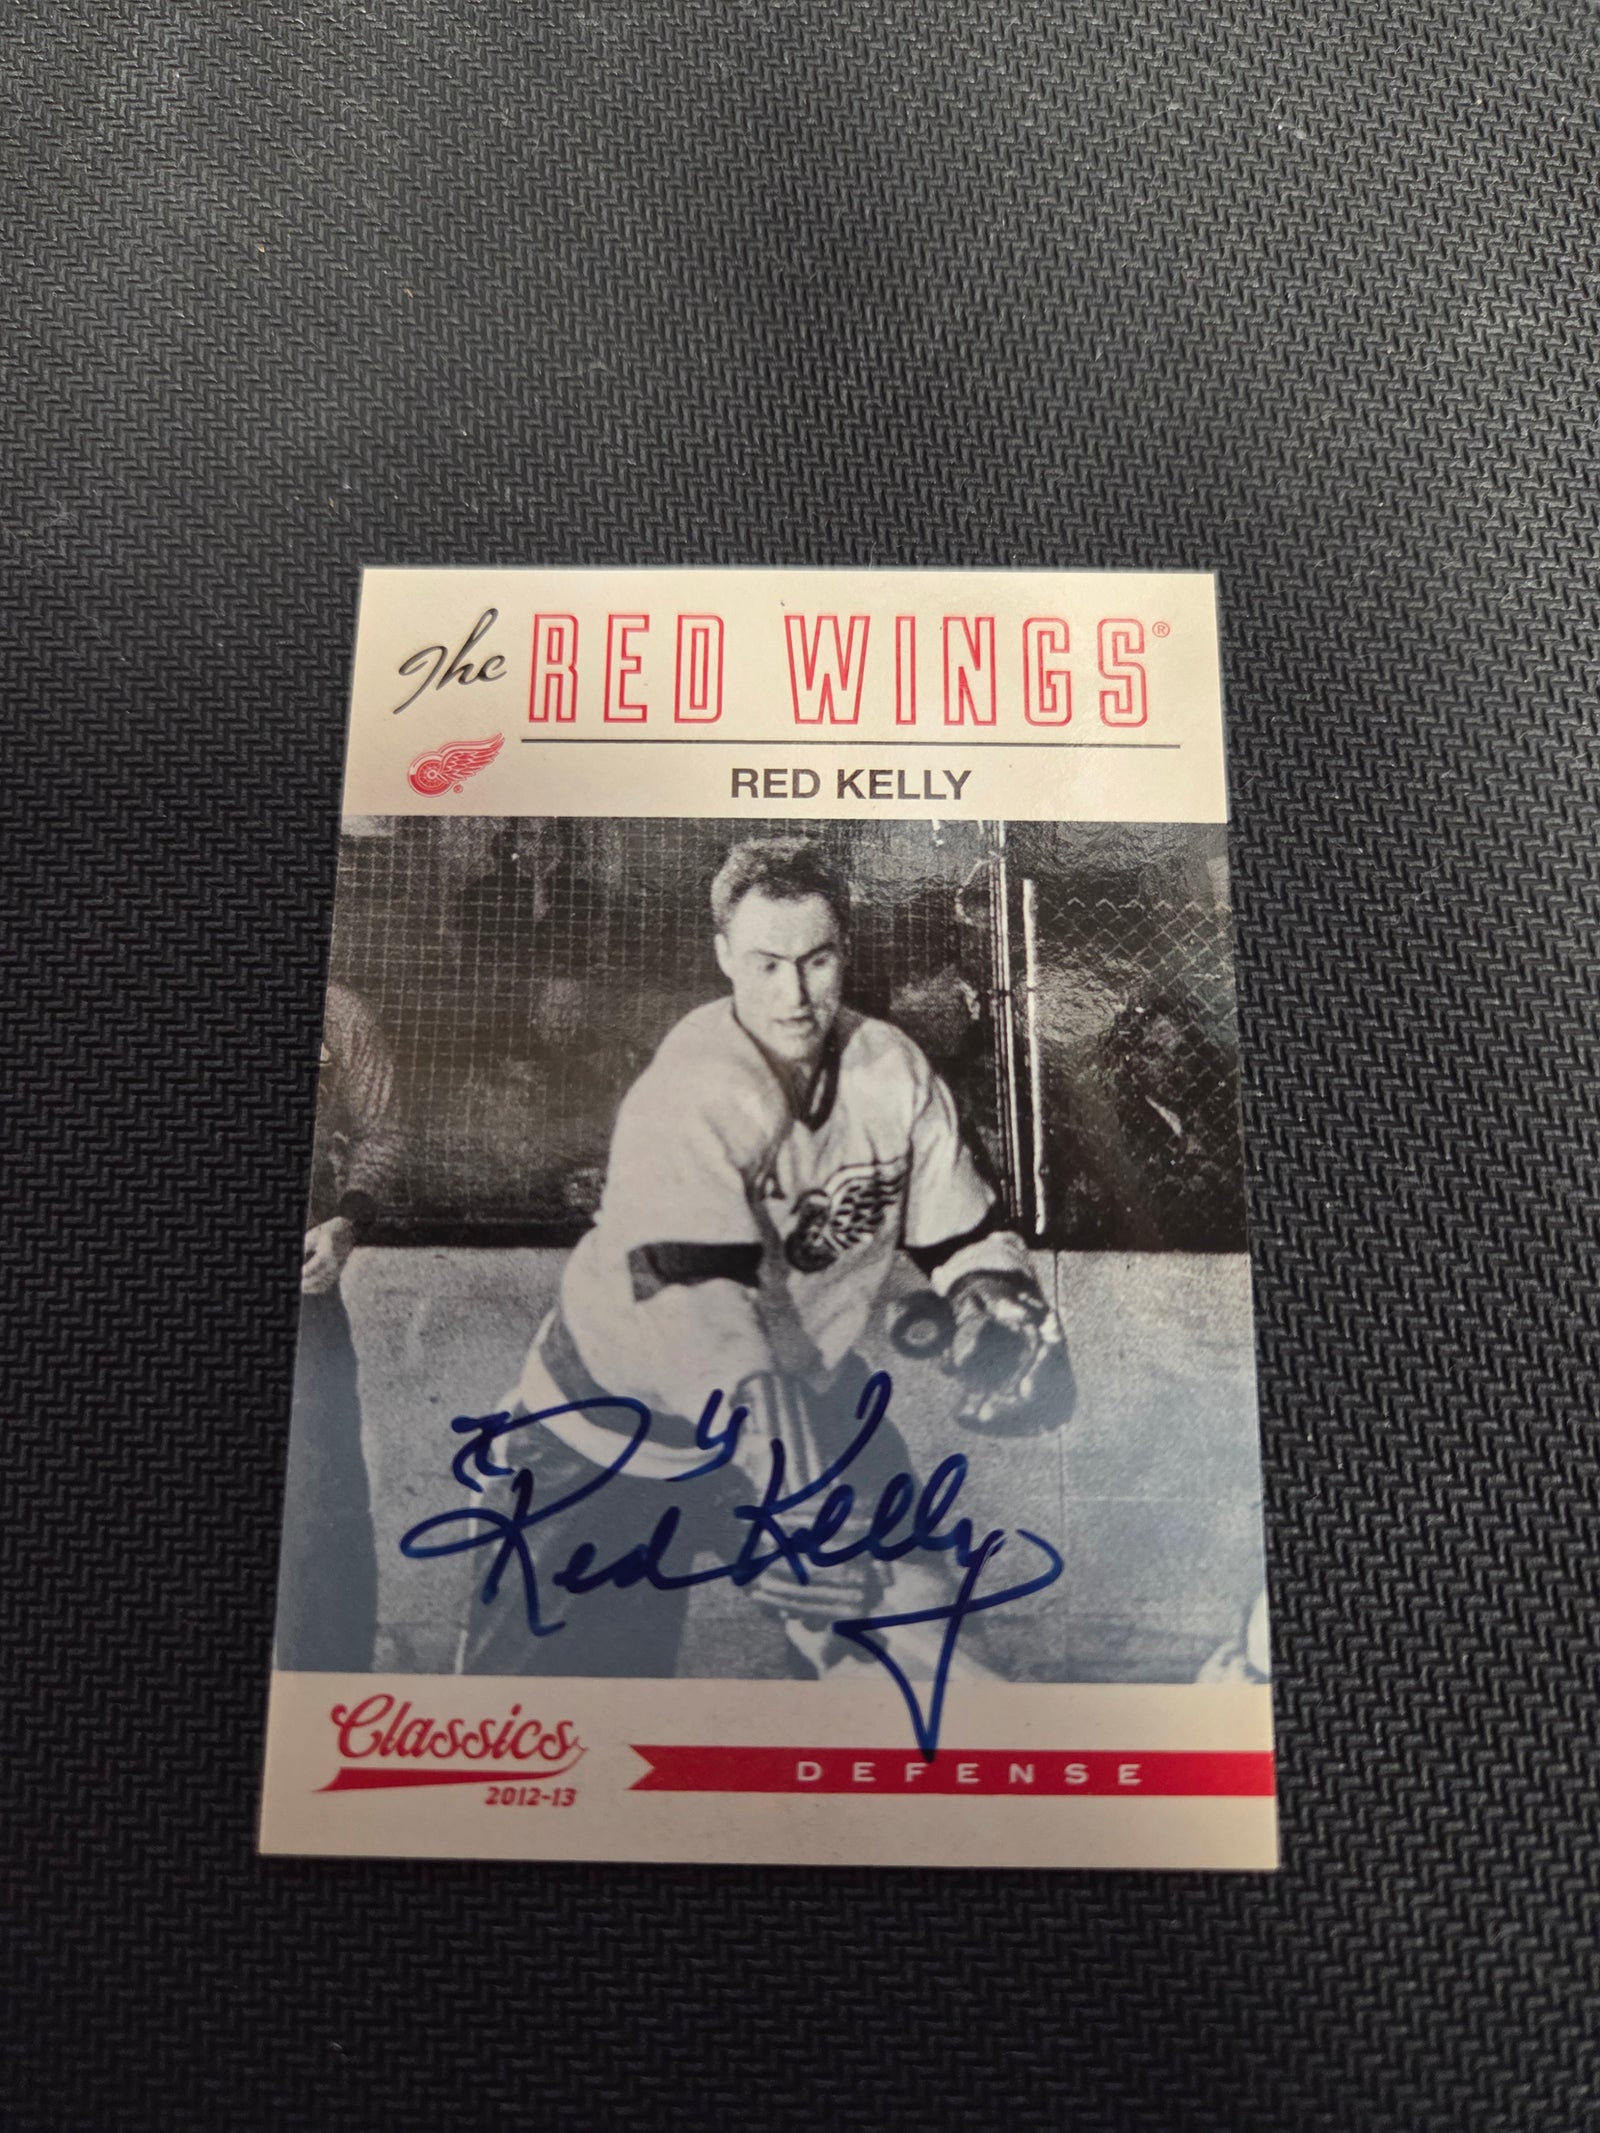 The RED WINGS®
RED KELLY
A
#4
Red Kelly
Classics
2012-13
DEFENSE